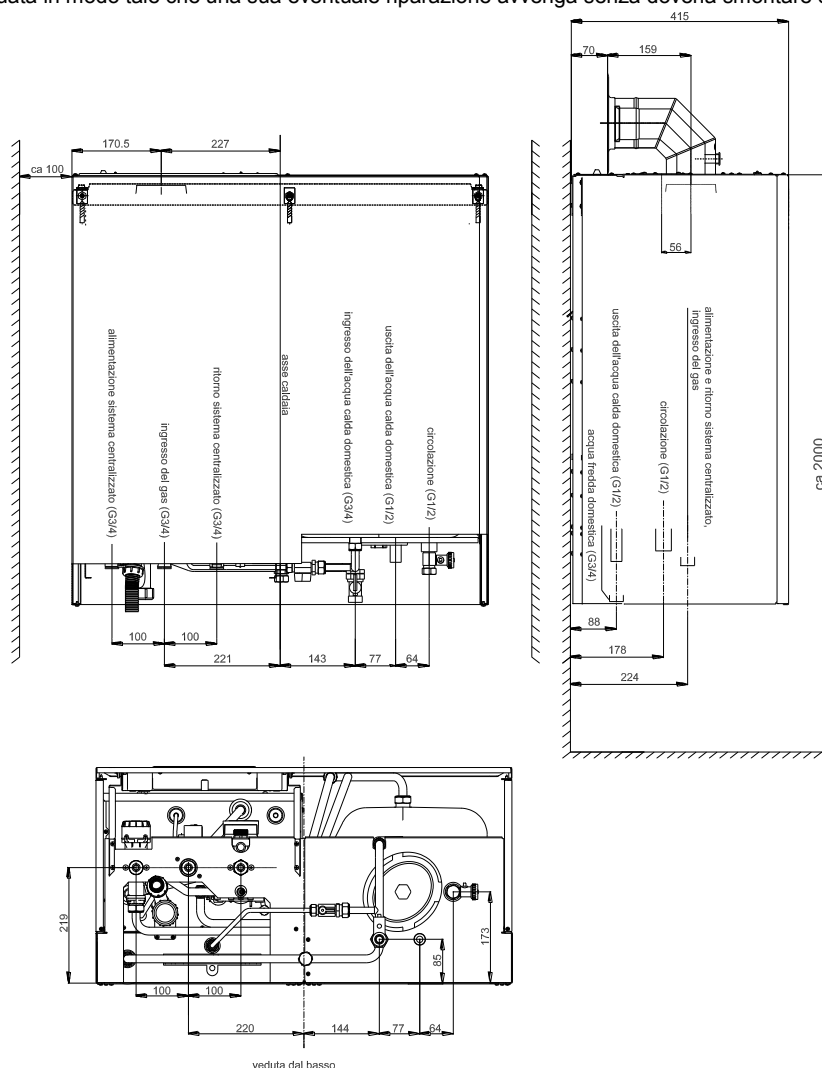 data in modo tale che una sua eventuale riparazione avvenga senza doverla smontare
415
70
159
170.5
227
ca 100
56
alimentazione sistema centralizzato (G3/4)
ingresso del gas (G3/4)
ritorno sistema centralizzato (G3/4)
asse caldaia
ingresso dell'acqua calda domestica (G3/4)
uscita dell'acqua calda domestica (G1/2)
circolazione (G1/2)
acqua fredda domestica (G3/4)
uscita dell'acqua calda domestica (G1/2)
circolazione (G1/2)
alimentazione e ritorno sistema centralizzato,
ingresso del gas
ca 2000
100
100
221
143
77
64
88
178
224
219
100
100
220
144
77
64
85
173
veduta dal basso